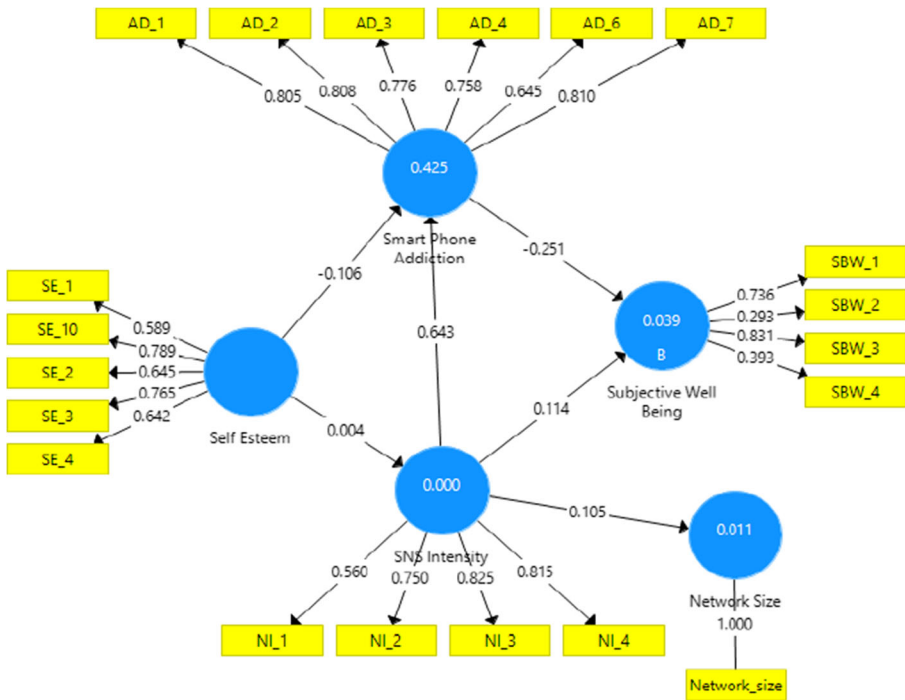 AD_1
AD_2
AD_3
AD_4
AD_6
AD_7
0.805
0.808
0.776
0.758
0.645
0.810
0.425
Smart Phone
Addiction
-0.106
-0.251
0.643
SE_1
SE_10
SE_2
SE_3
SE_4
0.589
0.789
0.645
0.765
0.642
Self Esteem
0.004
0.114
SBW_1
SBW_2
SBW_3
SBW_4
0.736
0.293
0.831
0.393
0.039
B
Subjective Well
Being
0.000
SNS Intensity
0.105
0.011
Network Size
1.000
Network_size
0.560
0.750
0.825
0.815
NI_1
NI_2
NI_3
NI_4